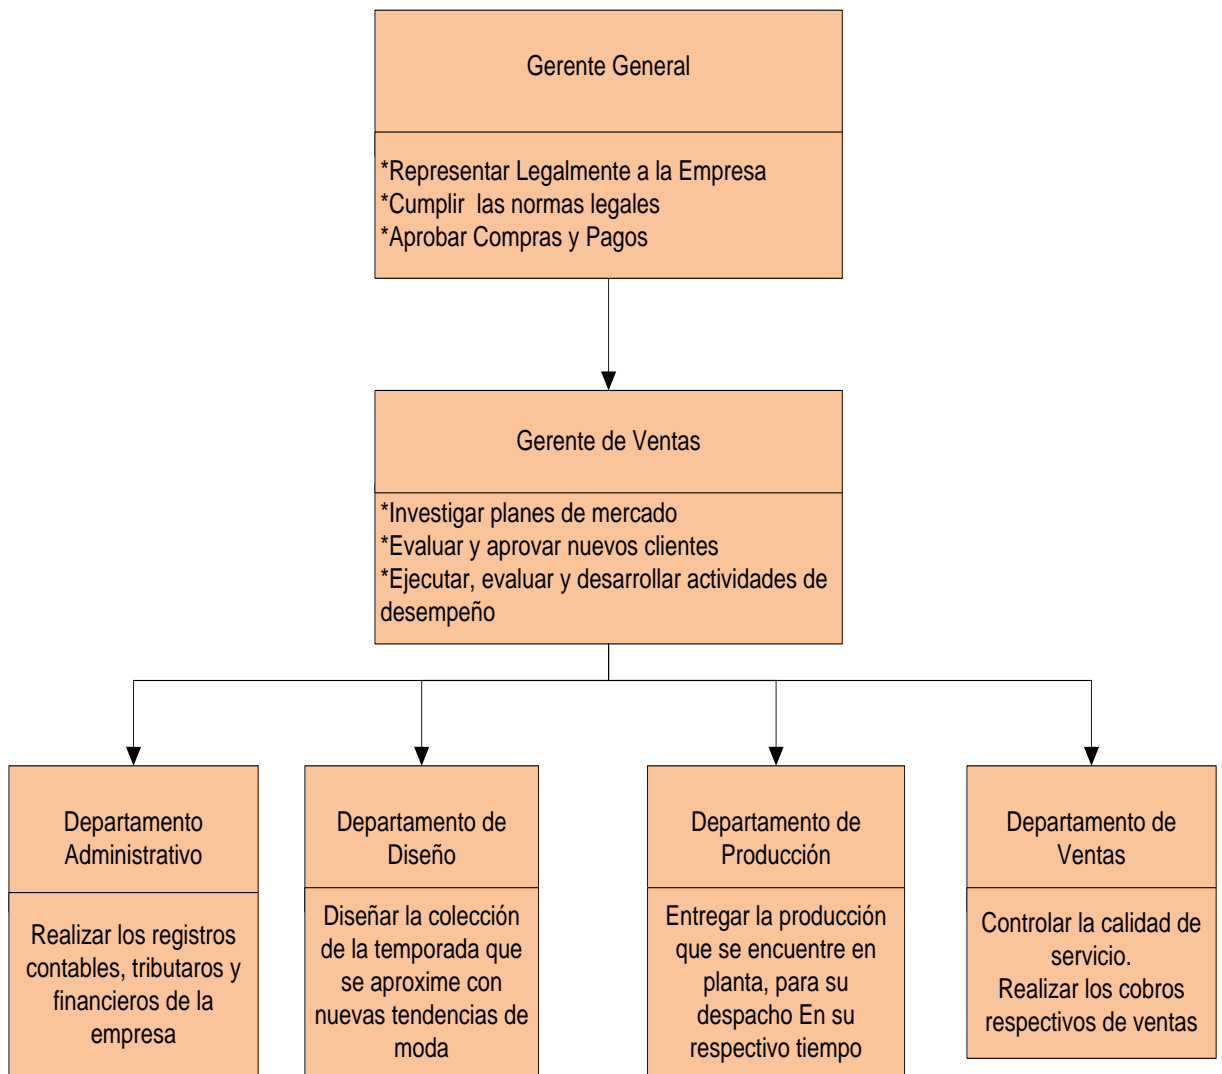 Gerente General
*Representar Legalmente a la Empresa
*Cumplir  las normas legales
*Aprobar Compras y Pagos
Gerente de Ventas
*Investigar planes de mercado
*Evaluar y aprovar nuevos clientes
*Ejecutar, evaluar y desarrollar actividades de
desempeño
Departamento
Administrativo
Realizar los registros
contables, tributaros y
financieros de la
empresa
Departamento de
Diseño
Diseñar la colección
de la temporada que
se aproxime con
nuevas tendencias de
moda
Departamento de
Producción
Entregar la producción
que se encuentre en
planta, para su
despacho En su
respectivo tiempo
Departamento de
Ventas
Controlar la calidad de
servicio.
Realizar los cobros
respectivos de ventas